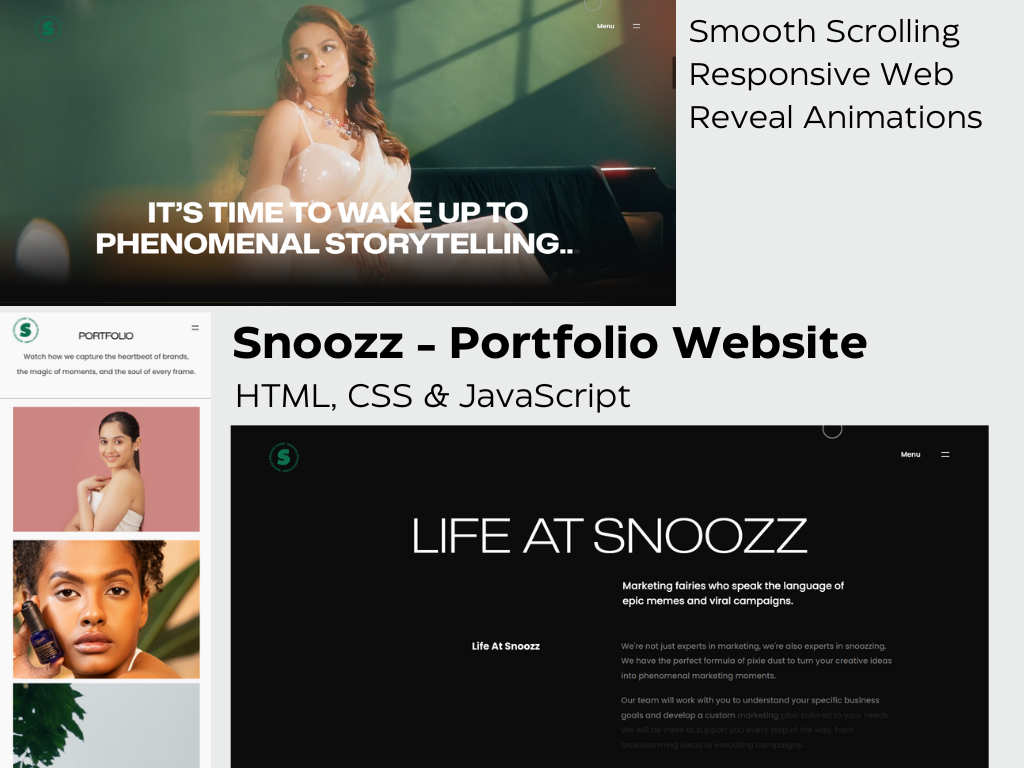 S
Menu
IT'S TIME TO WAKE UP TO
PHENOMENAL STORYTELLING..
Smooth Scrolling
Responsive Web
Reveal Animations
S
PORTFOLIO
Watch how we capture the heartbeat of brands,
the magic of moments, and the soul of every frame.
Snoozz - Portfolio Website
HTML, CSS & JavaScript
S
Menu
LIFE AT SNOOZZ
Marketing fairies who speak the language of
epic memes and viral campaigns.
Life At Snoozz
We're not just experts in marketing, we're also experts in snoozzing.
We have the perfect formula of pixie dust to turn your creative ideas
into phenomenal marketing moments.
Our team will work with you to understand your specific business
goals and develop a custom marketing plan tailored to your needs.
We will be there to support you every step of the way, from
brainstorming ideas to executing campaigns.